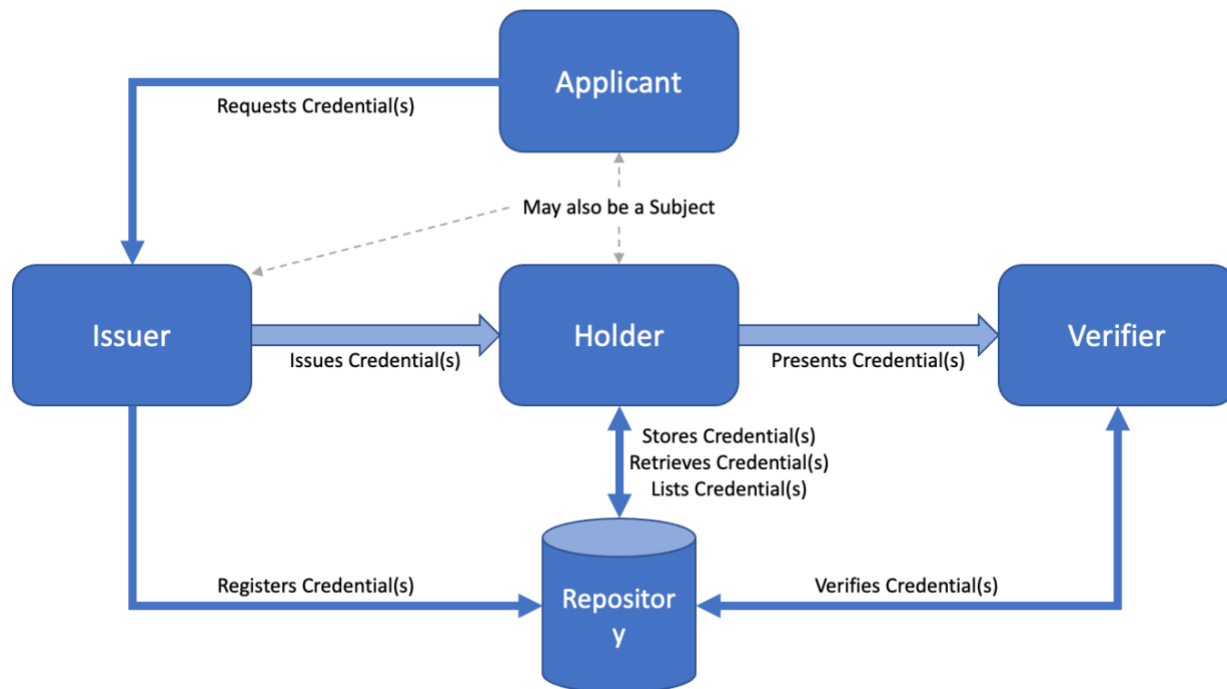 Applicant
Requests Credential(s)
May also be a Subject
Issuer
Issues Credential(s)
Holder
Presents Credential(s)
Verifier
Stores Credential(s)
Retrieves Credential(s)
Lists Credential(s)
Registers Credential(s)
Repositor
y
Verifies Credential(s)